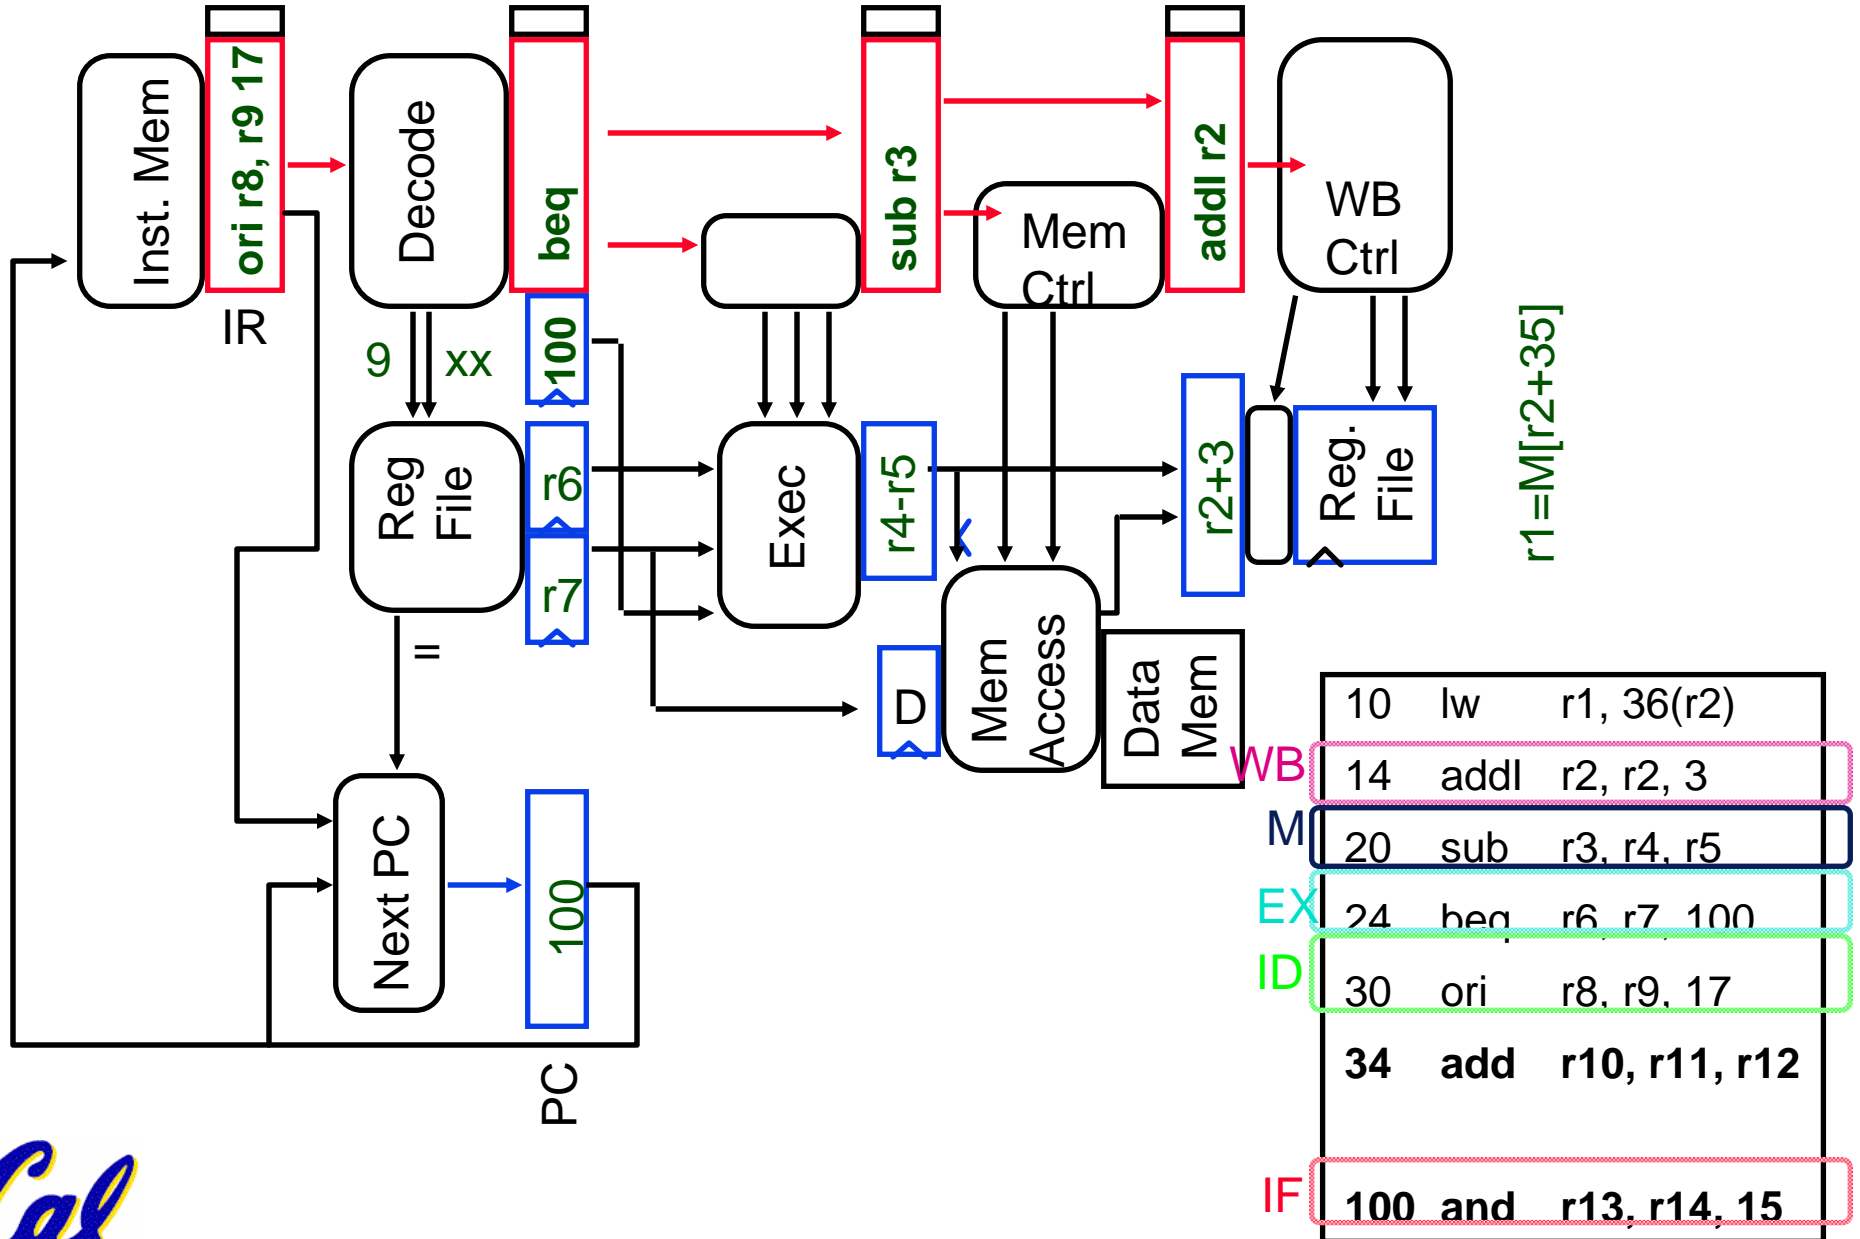 Inst. Mem
ori r8, r9 17
IR
Decode
9
xx
beq
100
Reg
File
r6
r7
=
Next PC
100
PC
Exec
sub r3
r4-r5
Mem
Ctrl
D
Mem
Access
Data
Mem
addI r2
r2+3
WB
Ctrl
Reg.
File
r1=M[r2+35]
10 lw r1, 36(r2)
WB 14 addI r2, r2, 3
M 20 sub r3, r4, r5
EX 24 beq r6, r7, 100
ID 30 ori r8, r9, 17
34 add r10, r11, r12
IF 100 and r13, r14, 15
Cal